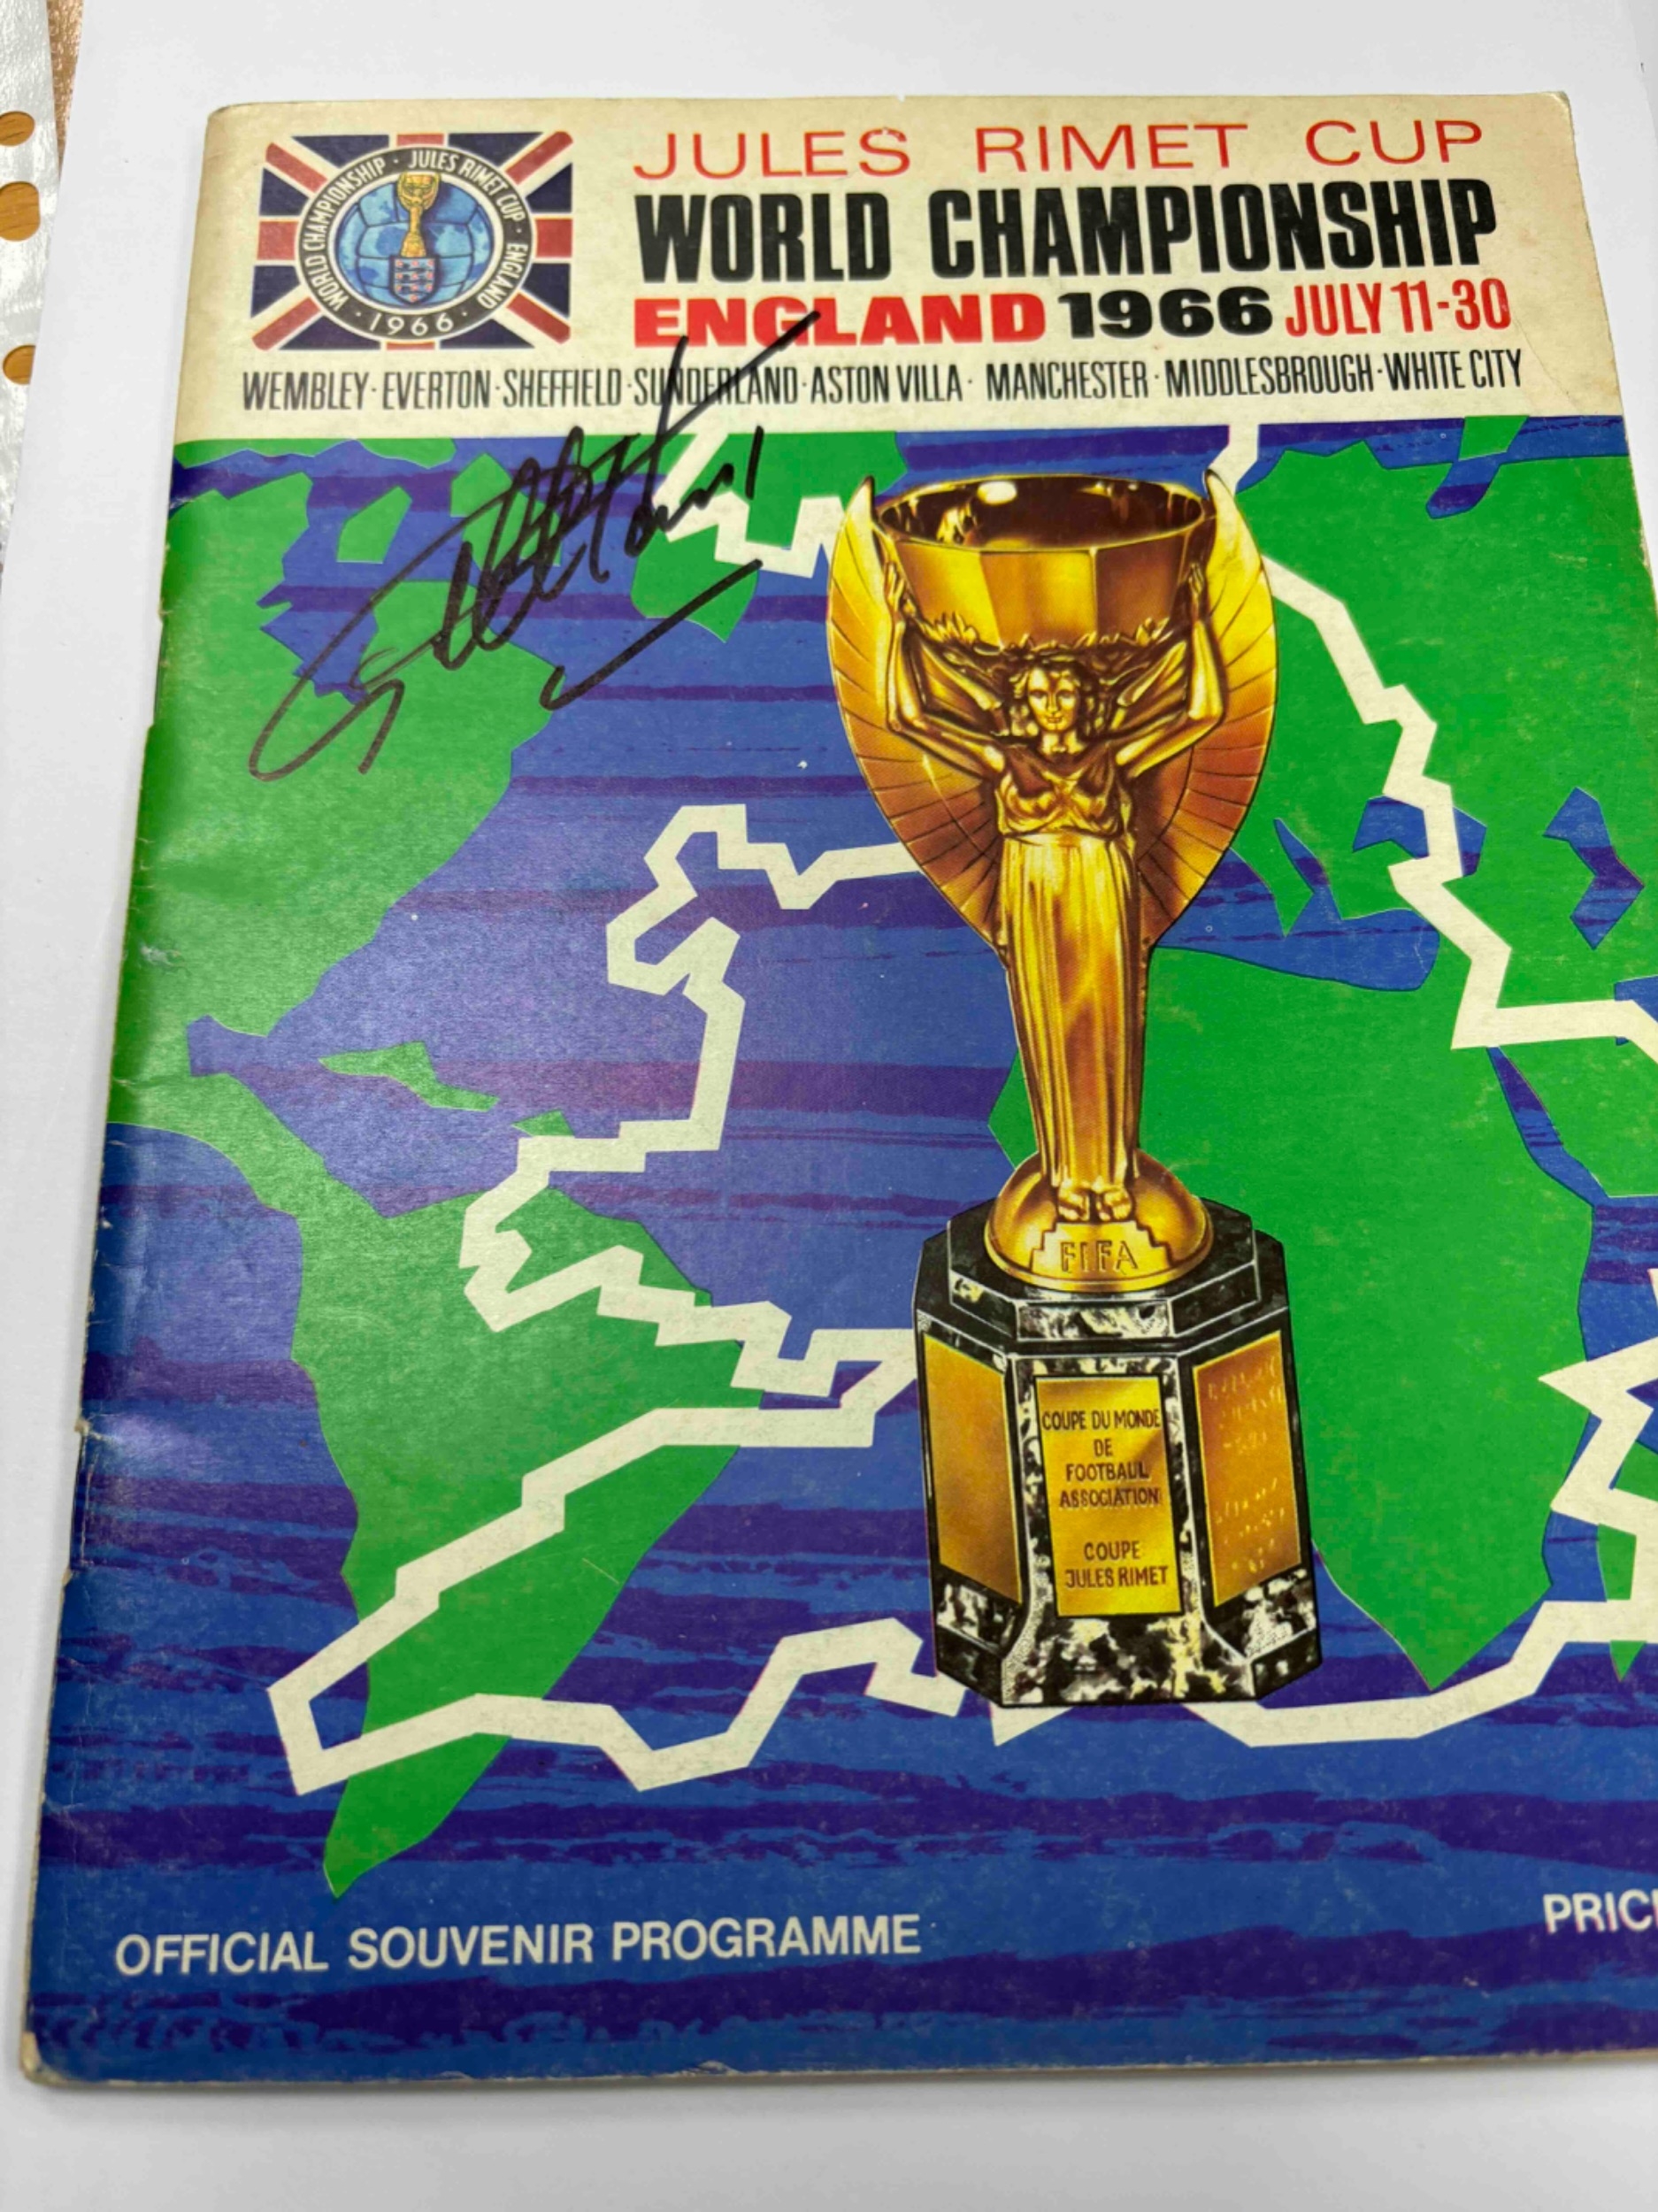 WORLD CHAMPIONSHIP · JULES RIMET CUP · ENGLAND
· 1966 ·
JULES RIMET CUP
WORLD CHAMPIONSHIP
ENGLAND 1966 JULY 11-30
WEMBLEY · EVERTON · SHEFFIELD · SUNDERLAND · ASTON VILLA · MANCHESTER · MIDDLESBROUGH · WHITE CITY
FIFA
COUPE DU MONDE
DE
FOOTBALL
ASSOCIATION
COUPE
JULES RIMET
OFFICIAL SOUVENIR PROGRAMME